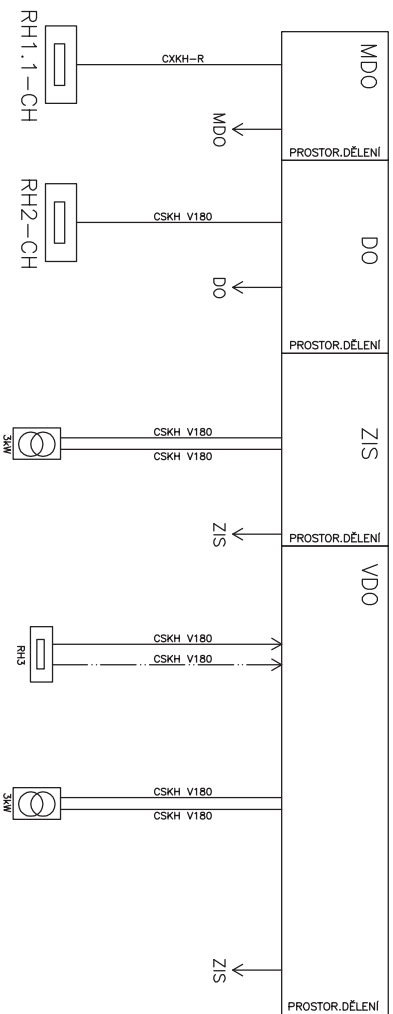 MDO
CXKH-R
RH1.1-CH
MDO
PROSTOR.DĚLENÍ
DO
CSKH V180
RH2-CH
DO
PROSTOR.DĚLENÍ
ZIS
CSKH V180
CSKH V180
3kW
ZIS
PROSTOR.DĚLENÍ
VDO
CSKH V180
CSKH V180
RH3
CSKH V180
CSKH V180
3kW
ZIS
PROSTOR.DĚLENÍ